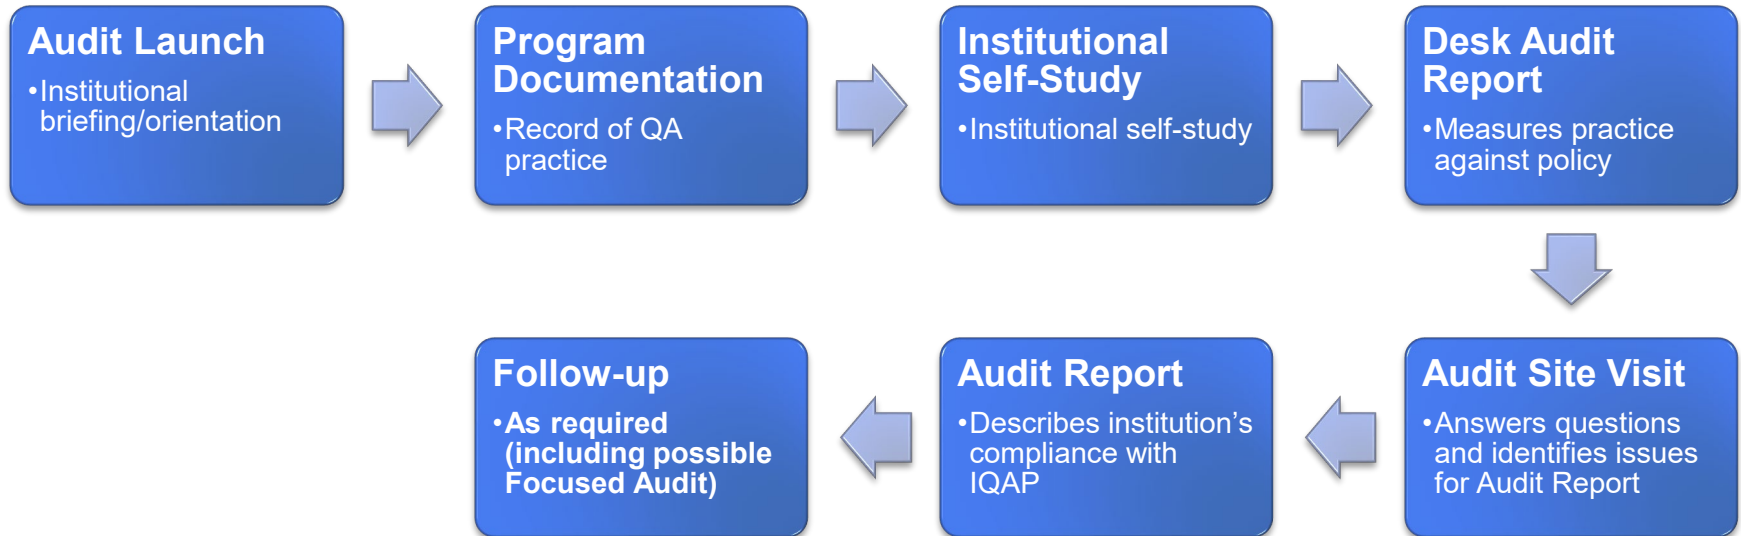 Audit Launch
•Institutional
briefing/orientation
Program
Documentation
•Record of QA
practice
Institutional
Self-Study
•Institutional self-study
Desk Audit
Report
•Measures practice
against policy
Audit Site Visit
•Answers questions
and identifies issues
for Audit Report
Audit Report
•Describes institution’s
compliance with
IQAP
Follow-up
•As required
(including possible
Focused Audit)